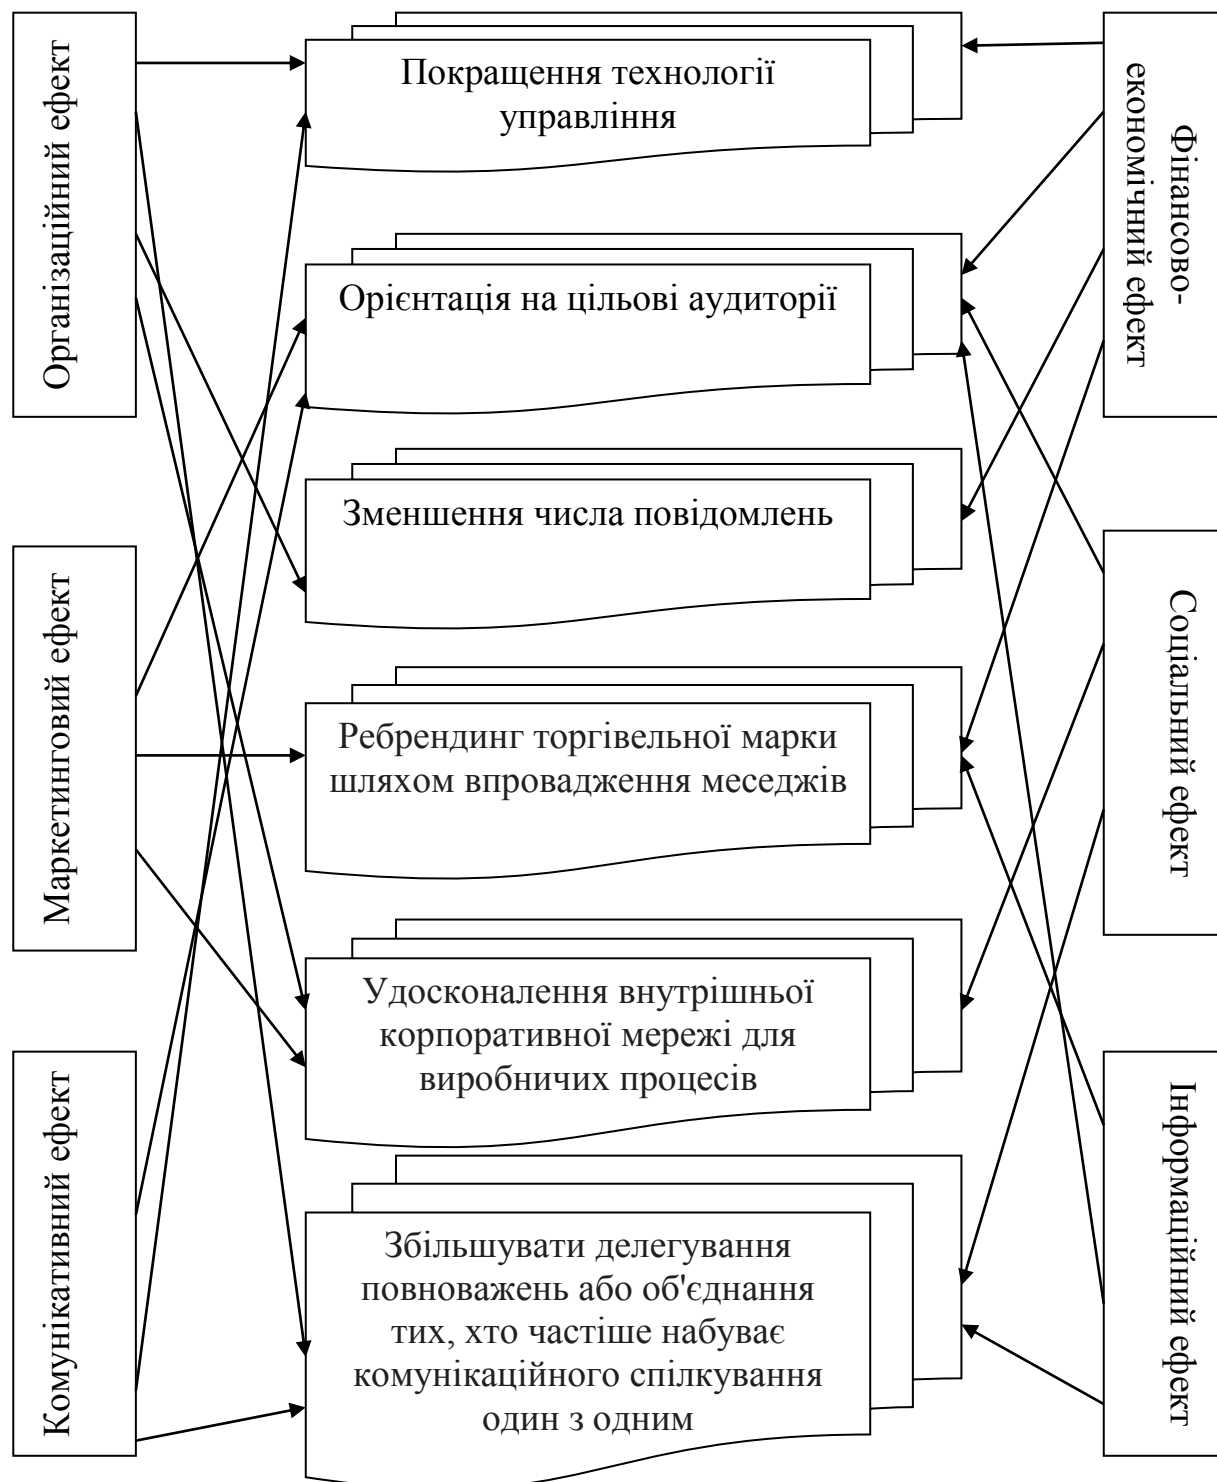 Організаційний ефект
Маркетинговий ефект
Комунікативний ефект
Покращення технології
управління
Орієнтація на цільові аудиторії
Зменшення числа повідомлень
Ребрендинг торгівельної марки
шляхом впровадження меседжів
Удосконалення внутрішньої
корпоративної мережі для
виробничих процесів
Збільшувати делегування
повноважень або об'єднання
тих, хто частіше набуває
комунікаційного спілкування
один з одним
Фінансово-
економічний ефект
Соціальний ефект
Інформаційний ефект